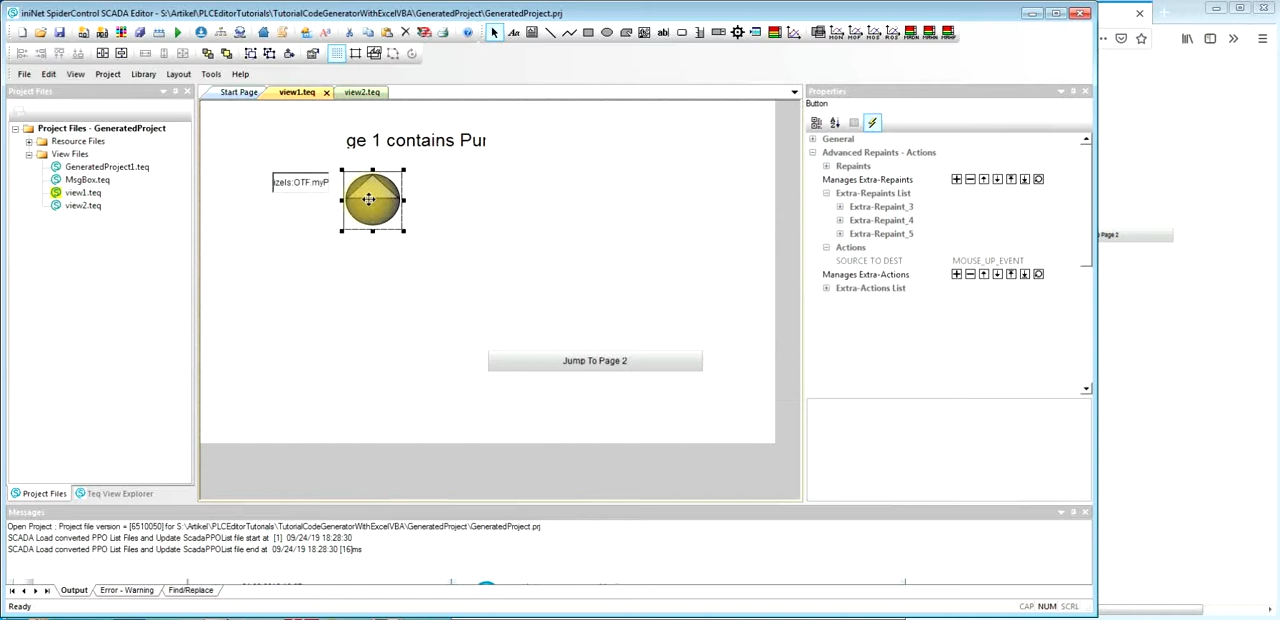 iniNet SpiderControl SCADA Editor - S:\Artikel\PLCEditorTutorials\TutorialCodeGeneratorWithExcelVBA\GeneratedProject\GeneratedProject.prj
File Edit View Project Library Layout Tools Help
Project Files
Start Page view1.teq view2.teq
Properties
Button
Project Files - GeneratedProject
Resource Files
View Files
GeneratedProject1.teq
MsgBox.teq
view1.teq
view2.teq
ge 1 contains Pur
izels:OTF.myP
Jump To Page 2
General
Advanced Repaints - Actions
Repaints
Manages Extra-Repaints
Extra-Repaints List
Extra-Repaint_3
Extra-Repaint_4
Extra-Repaint_5
Actions
SOURCE TO DEST MOUSE_UP_EVENT
Manages Extra-Actions
Extra-Actions List
p To Page 2
Project Files Teq View Explorer
Messages
Open Project : Project file version = [6510050] for S:\Artikel\PLCEditorTutorials\TutorialCodeGeneratorWithExcelVBA\GeneratedProject\GeneratedProject.prj
SCADA Load converted PPO List Files and Update ScadaPPOList file start at [1] 09/24/19 18:28:30
SCADA Load converted PPO List Files and Update ScadaPPOList file end at 09/24/19 18:28:30 [16]ms
Output Error - Warning Find/Replace
Ready
CAP NUM SCRL